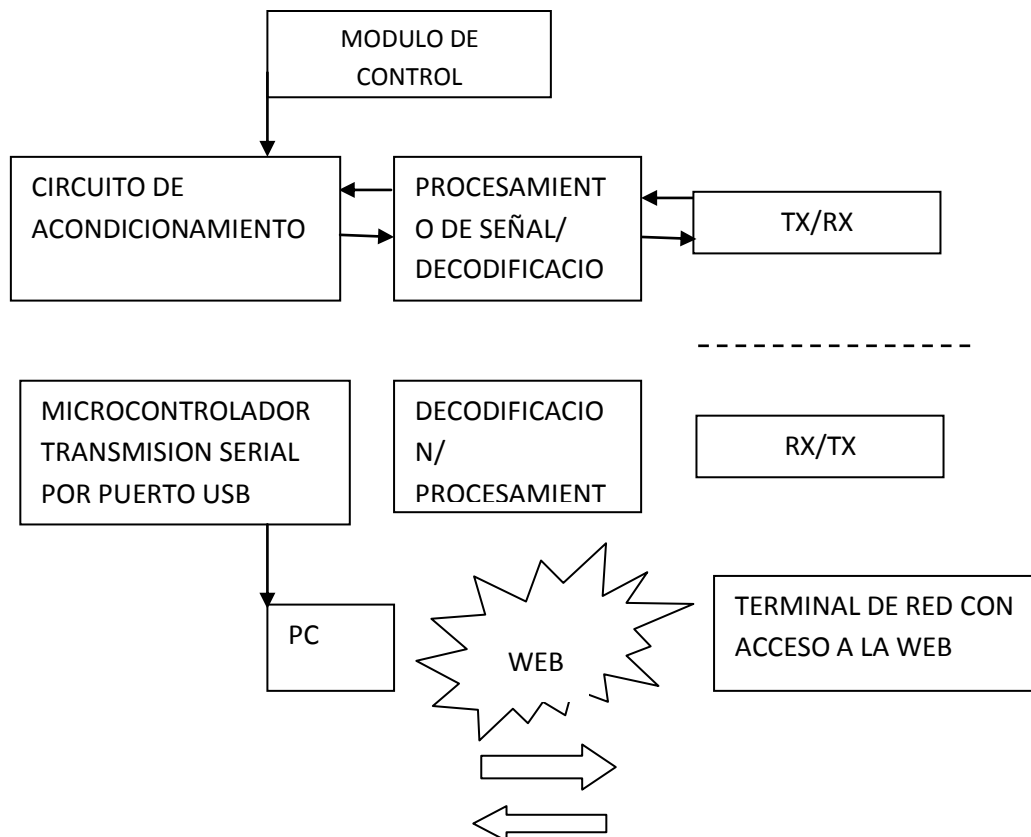 MODULO DE
CONTROL
CIRCUITO DE
ACONDICIONAMIENTO
PROCESAMIENT
O DE SEÑAL/
DECODIFICACIO
TX/RX
MICROCONTROLADOR
TRANSMISION SERIAL
POR PUERTO USB
DECODIFICACIO
N/
PROCESAMIENT
RX/TX
PC
WEB
TERMINAL DE RED CON
ACCESO A LA WEB